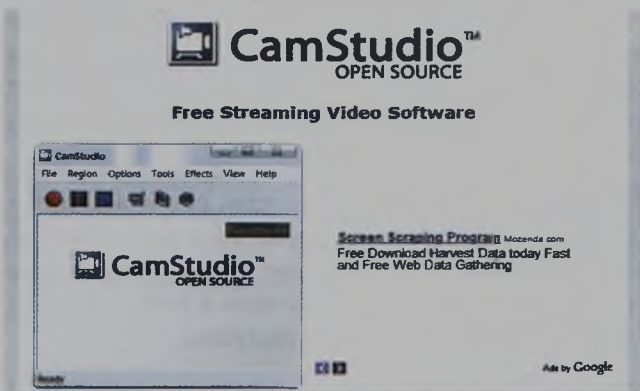 CamStudio™
OPEN SOURCE
Free Streaming Video Software
CamStudio
File Region Options Tools Effects View Help
CamStudio™
OPEN SOURCE
Ready
Screen Scraping Program Mozenda com
Free Download Harvest Data today Fast
and Free Web Data Gathering
Ads by Google